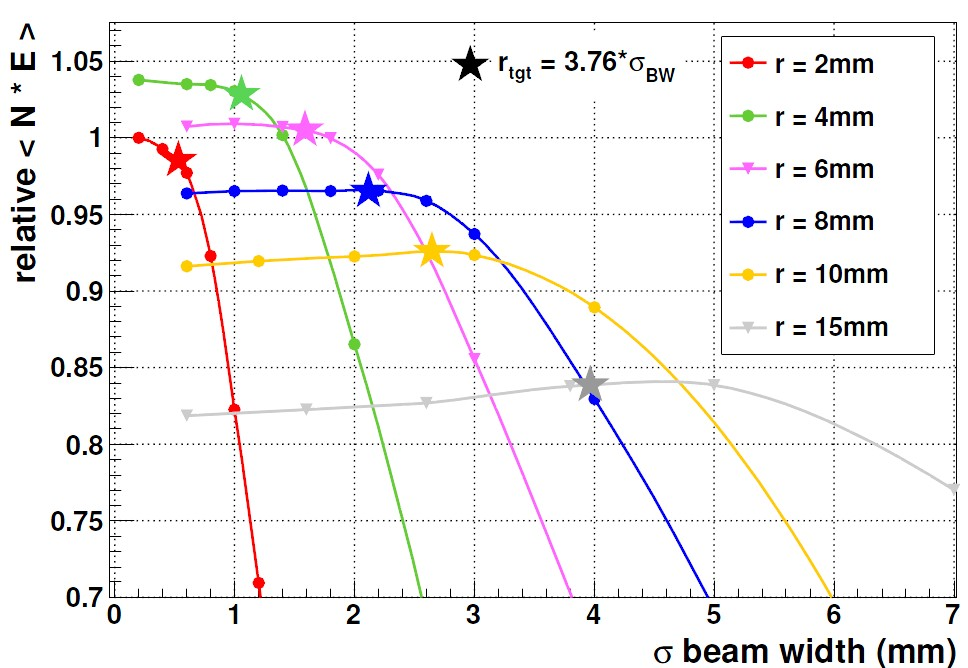 relative < N * E >
1.05
1
0.95
0.9
0.85
0.8
0.75
0.7
0 1 2 3 4 5 6 7
σ beam width (mm)
r_tgt = 3.76*σ_BW
r = 2mm
r = 4mm
r = 6mm
r = 8mm
r = 10mm
r = 15mm